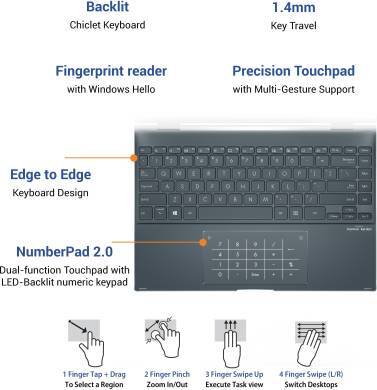 Backlit
Chiclet Keyboard
1.4mm
Key Travel
Fingerprint reader
with Windows Hello
Precision Touchpad
with Multi-Gesture Support
Edge to Edge
Keyboard Design
NumberPad 2.0
Dual-function Touchpad with
LED-Backlit numeric keypad
7 8 9 /
4 5 6 ×
1 2 3 - %
0 . Enter + =
1 Finger Tap + Drag
To Select a Region
2 Finger Pinch
Zoom In/Out
3 Finger Swipe Up
Execute Task view
4 Finger Swipe (L/R)
Switch Desktops